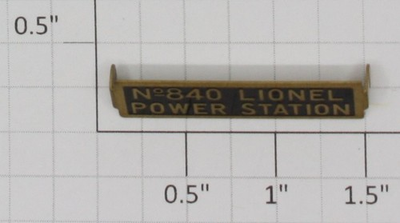 0.5"
Nº840 LIONEL
POWER STATION
0.5" 1" 1.5"